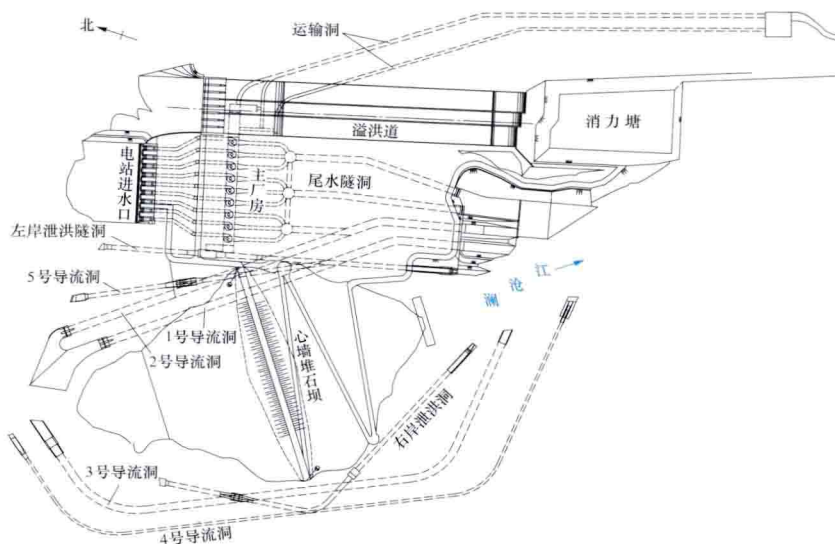 北
运输洞
消力塘
溢洪道
电站进水口
主厂房
尾水隧洞
左岸泄洪隧洞
澜沧江
5号导流洞
1号导流洞
2号导流洞
心墙堆石坝
右岸泄洪洞
3号导流洞
4号导流洞